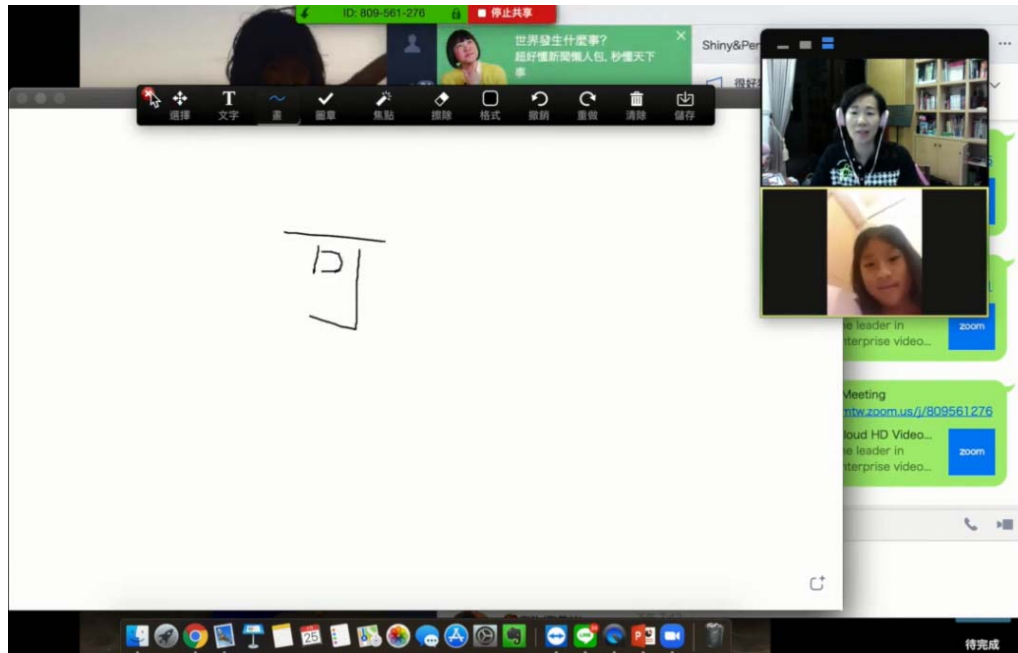 ID: 809-561-276 停止共享
世界發生什麼事?
超好懂新聞懶人包, 秒懂天下
事
Shiny&Per
選擇 T 文字 畫 圖章 焦點 擦除 格式 撤銷 重做 清除 儲存
可
e leader in
nterprise video...
zoom
Meeting
mtw.zoom.us/j/809561276
loud HD Video...
e leader in
nterprise video...
zoom
25
待完成